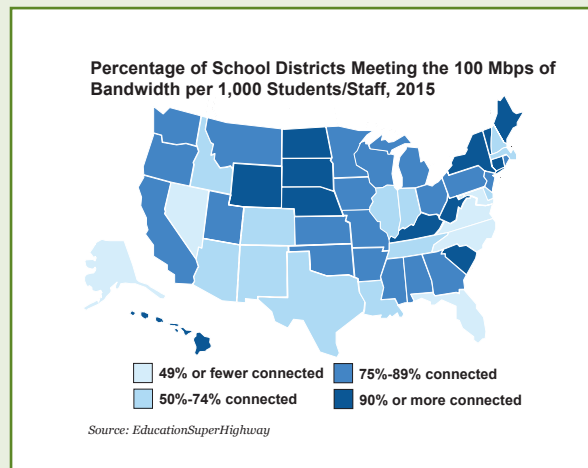 Percentage of School Districts Meeting the 100 Mbps of
Bandwidth per 1,000 Students/Staff, 2015
49% or fewer connected
75%-89% connected
50%-74% connected
90% or more connected
Source: EducationSuperHighway